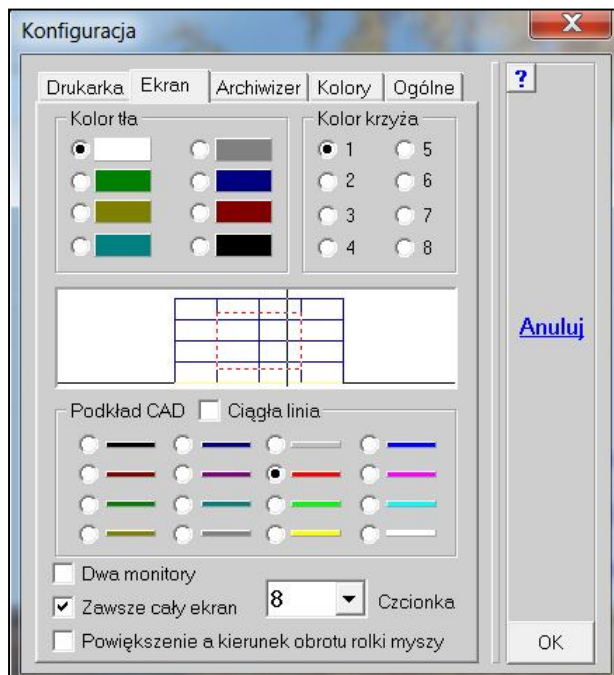 Konfiguracja
Drukarka Ekran Archiwizer Kolory Ogólne
?
Kolor tła
Kolor krzyża
1 5
2 6
3 7
4 8
Anuluj
Podkład CAD Ciągła linia
Dwa monitory
Zawsze cały ekran 8 Czcionka
Powiększenie a kierunek obrotu rolki myszy
OK